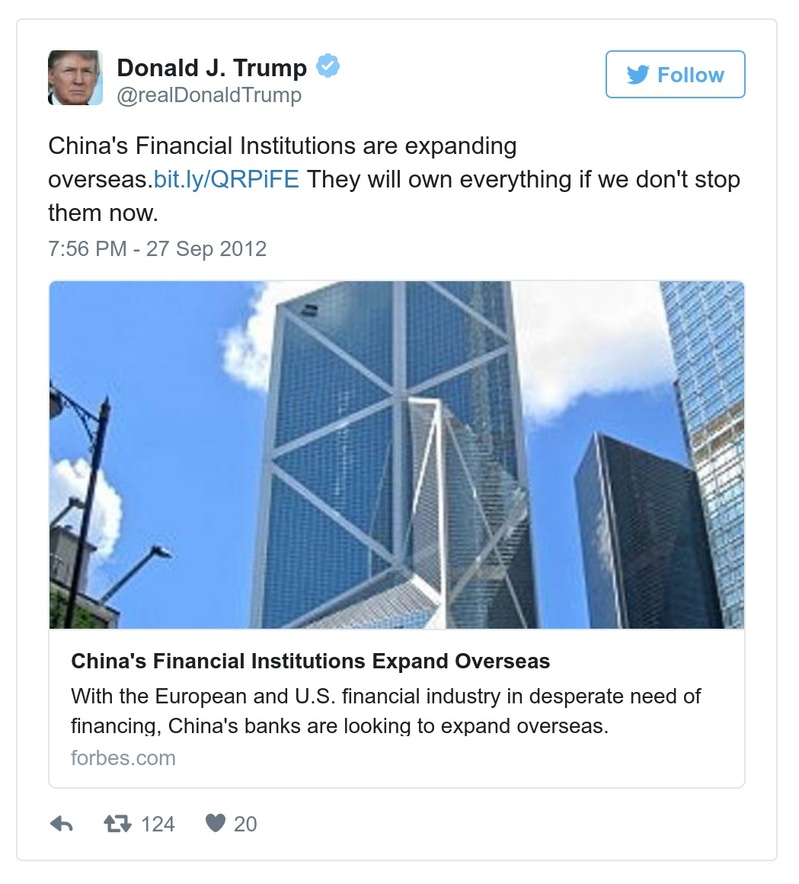 Donald J. Trump
@realDonaldTrump
Follow
China's Financial Institutions are expanding
overseas.bit.ly/QRPiFE They will own everything if we don't stop
them now.
7:56 PM - 27 Sep 2012
China's Financial Institutions Expand Overseas
With the European and U.S. financial industry in desperate need of
financing, China's banks are looking to expand overseas.
forbes.com
124
20